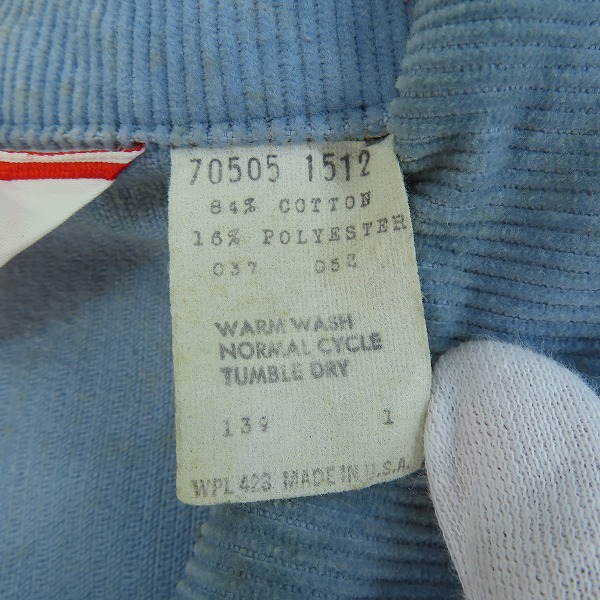 70505 1512
84% COTTON
16% POLYESTER
037 052
WARM WASH
NORMAL CYCLE
TUMBLE DRY
139 1
WPL 423 MADE IN U.S.A.